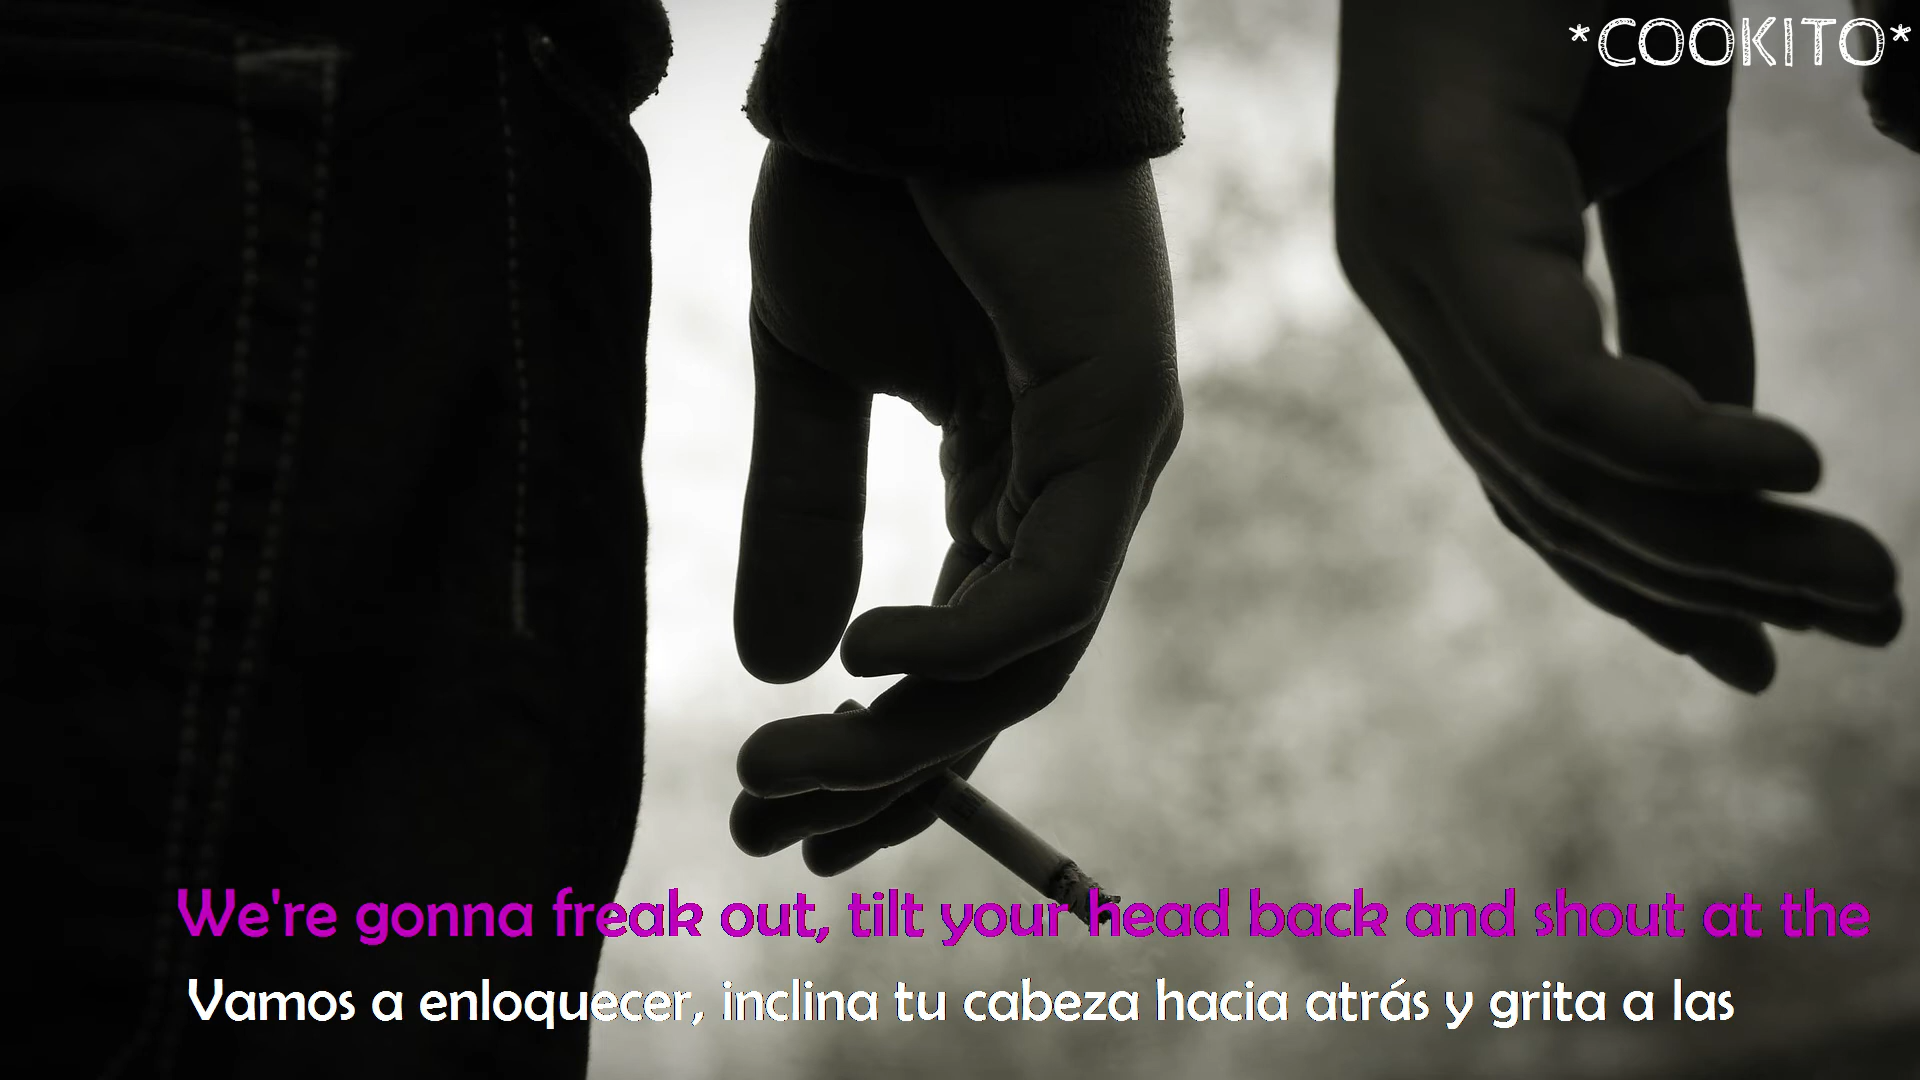 *COOKITO*
We're gonna freak out, tilt your head back and shout at the
Vamos a enloquecer, inclina tu cabeza hacia atrás y grita a las